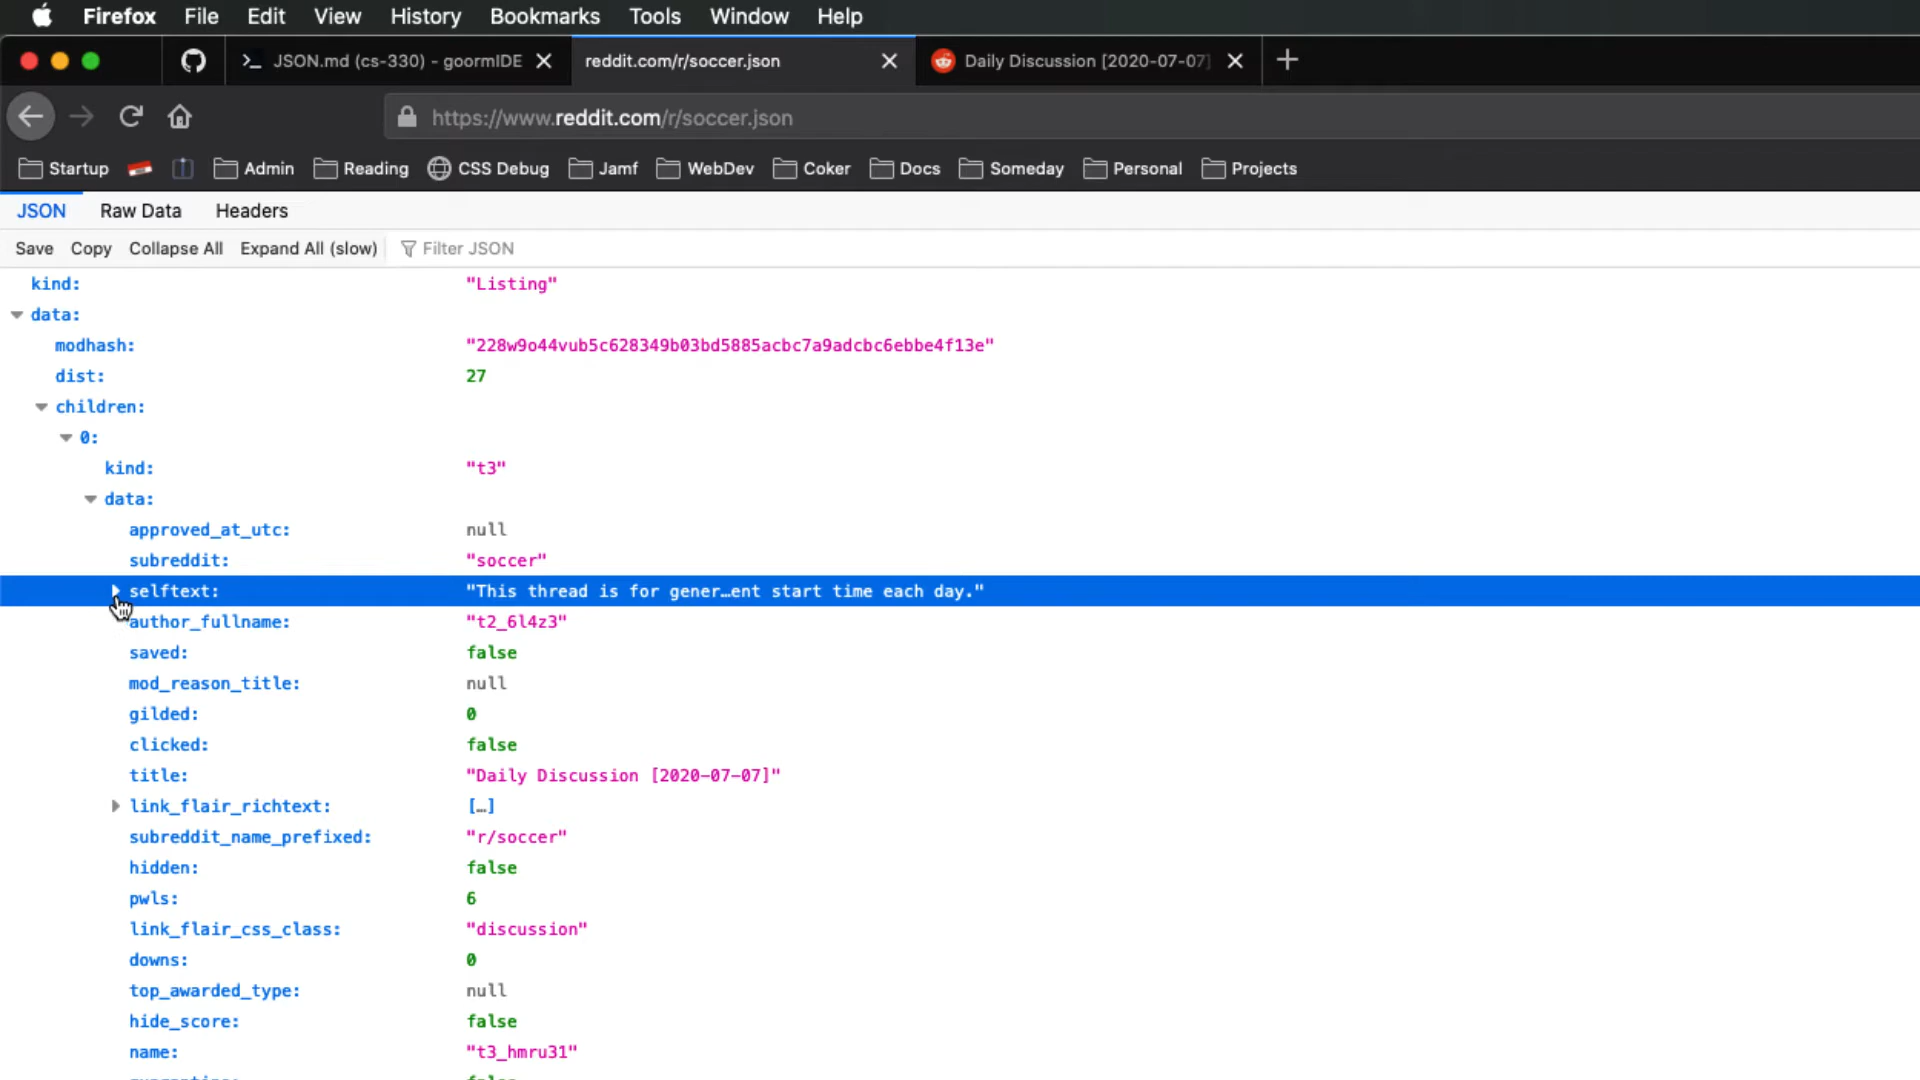 Firefox File Edit View History Bookmarks Tools Window Help
JSON.md (cs-330) - goormIDE reddit.com/r/soccer.json Daily Discussion [2020-07-07]
https://www.reddit.com/r/soccer.json
Startup Admin Reading CSS Debug Jamf WebDev Coker Docs Someday Personal Projects
JSON Raw Data Headers
Save Copy Collapse All Expand All (slow) Filter JSON
kind: "Listing"
data:
modhash: "228w9o44vub5c628349b03bd5885acbc7a9adcbc6ebbe4f13e"
dist: 27
children:
0:
kind: "t3"
data:
approved_at_utc: null
subreddit: "soccer"
selftext: "This thread is for gener…ent start time each day."
author_fullname: "t2_6l4z3"
saved: false
mod_reason_title: null
gilded: 0
clicked: false
title: "Daily Discussion [2020-07-07]"
link_flair_richtext: […]
subreddit_name_prefixed: "r/soccer"
hidden: false
pwls: 6
link_flair_css_class: "discussion"
downs: 0
top_awarded_type: null
hide_score: false
name: "t3_hmru31"